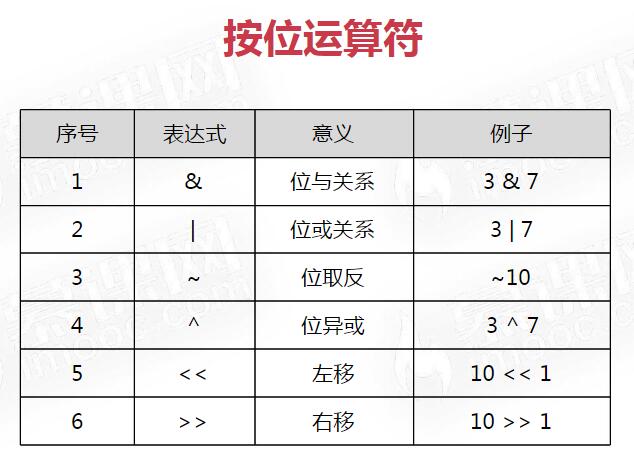 按位运算符
序号 表达式 意义 例子
1 & 位与关系 3 & 7
2 | 位或关系 3 | 7
3 ~ 位取反 ~10
4 ^ 位异或 3 ^ 7
5 << 左移 10 << 1
6 >> 右移 10 >> 1